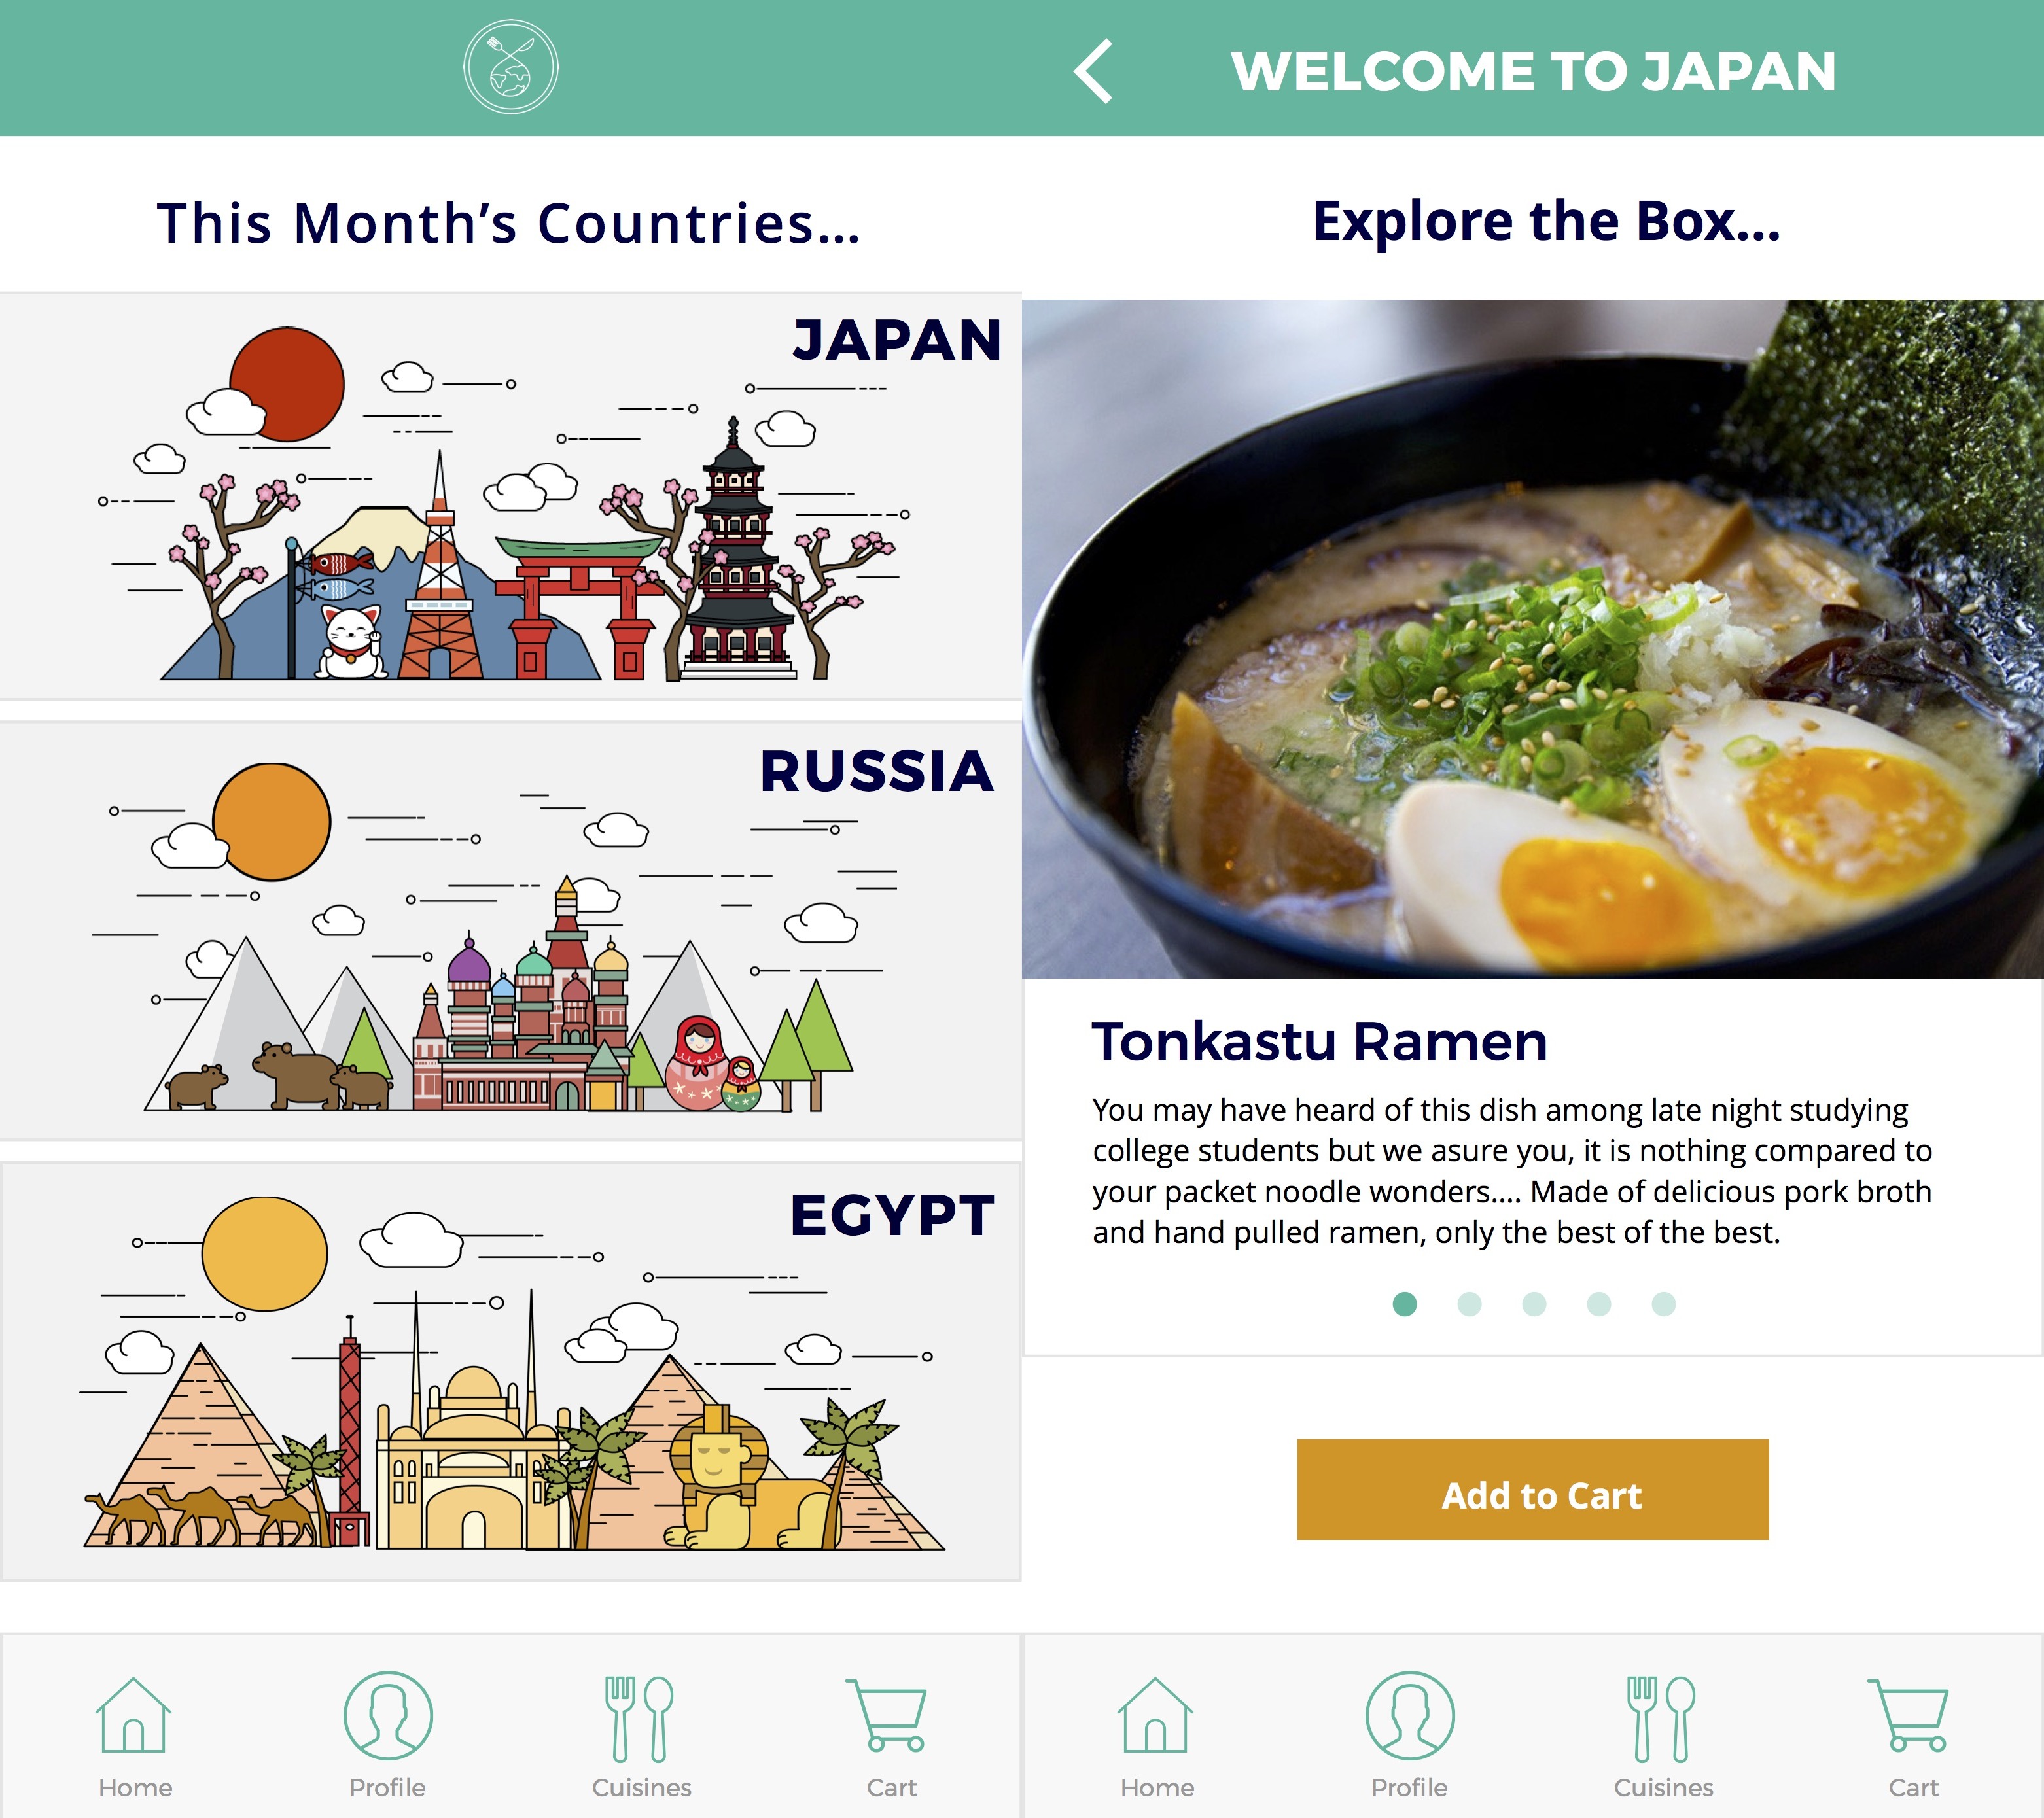 This Month's Countries...
JAPAN
RUSSIA
EGYPT
Home
Profile
Cuisines
Cart
WELCOME TO JAPAN
Explore the Box...
Tonkastu Ramen
You may have heard of this dish among late night studying
college students but we asure you, it is nothing compared to
your packet noodle wonders.... Made of delicious pork broth
and hand pulled ramen, only the best of the best.
Add to Cart
Home
Profile
Cuisines
Cart